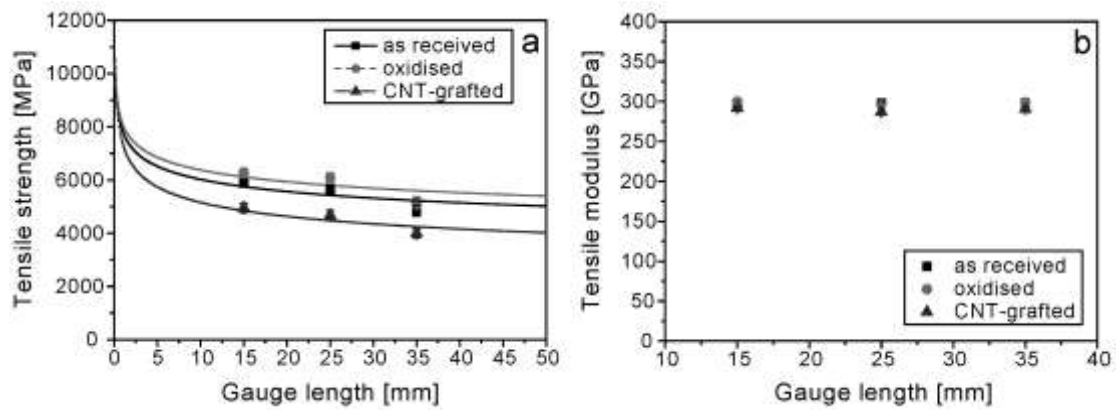 a
as received
oxidised
CNT-grafted
Tensile strength [MPa]
12000
10000
8000
6000
4000
2000
0
0 5 10 15 20 25 30 35 40 45 50
Gauge length [mm]
b
Tensile modulus [GPa]
400
350
300
250
200
150
100
50
0
as received
oxidised
CNT-grafted
10 15 20 25 30 35 40
Gauge length [mm]